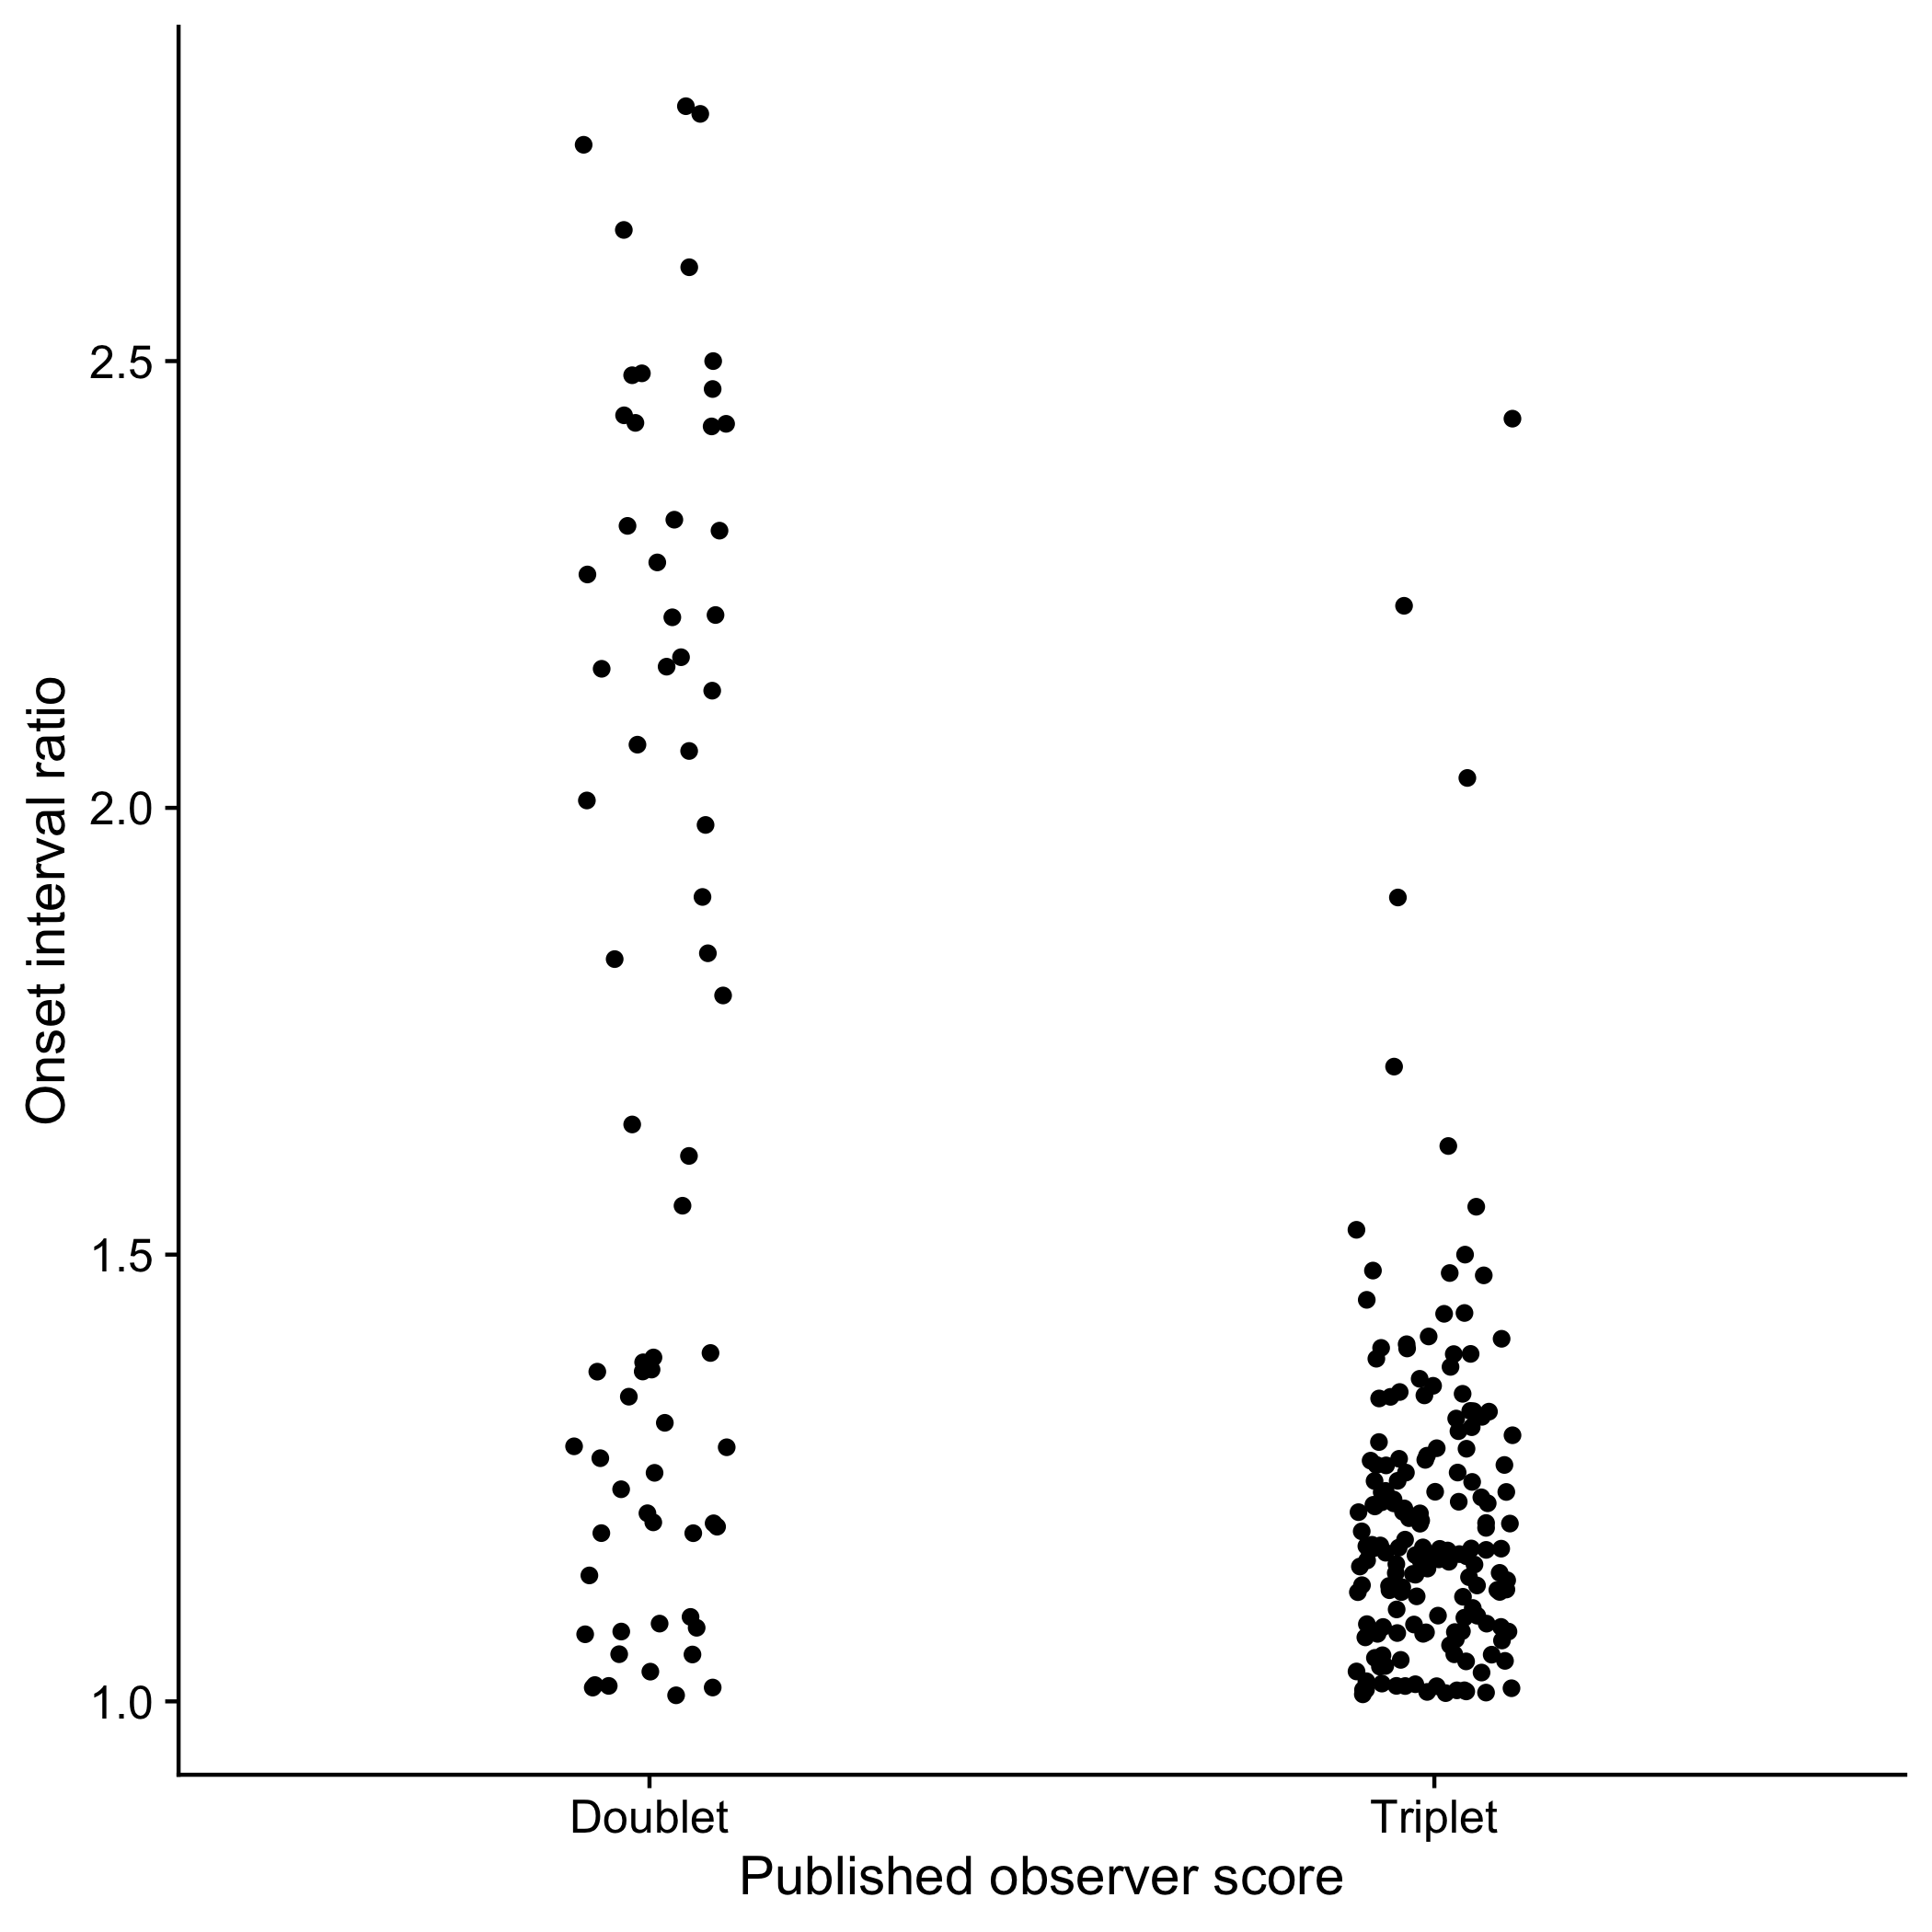 Onset interval ratio
2.5
2.0
1.5
1.0
Doublet
Triplet
Published observer score